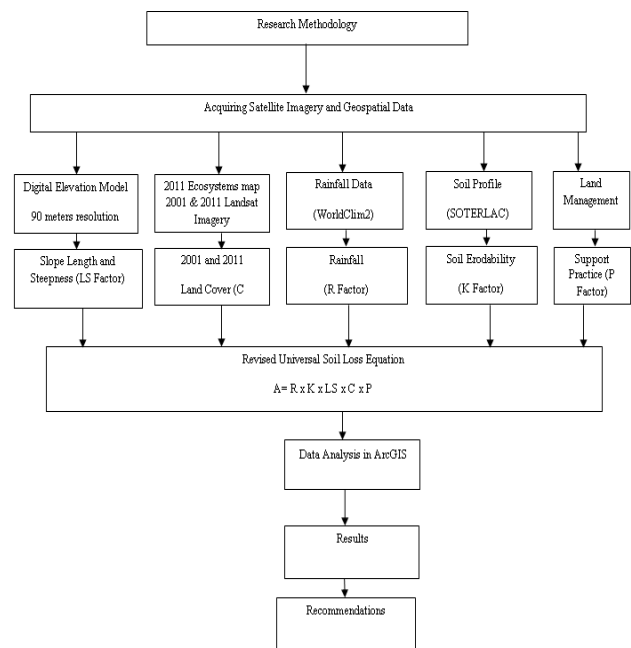 Research Methodology
Acquiring Satellite Imagery and Geospatial Data
Digital Elevation Model
90 meters resolution
2011 Ecosystems map
2001 & 2011 Landsat
Imagery
Rainfall Data
(WorldClim2)
Soil Profile
(SOTERLAC)
Land
Management
Slope Length and
Steepness (LS Factor)
2001 and 2011
Land Cover (C
Rainfall
(R Factor)
Soil Erodability
(K Factor)
Support
Practice (P
Factor)
Revised Universal Soil Loss Equation
A= R x K x LS x C x P
Data Analysis in ArcGIS
Results
Recommendations